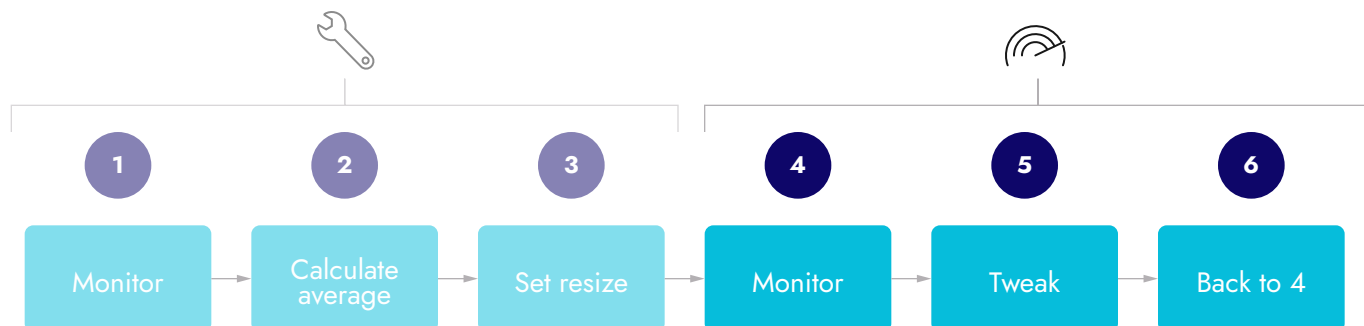 1
2
3
4
5
6
Monitor
Calculate
average
Set resize
Monitor
Tweak
Back to 4